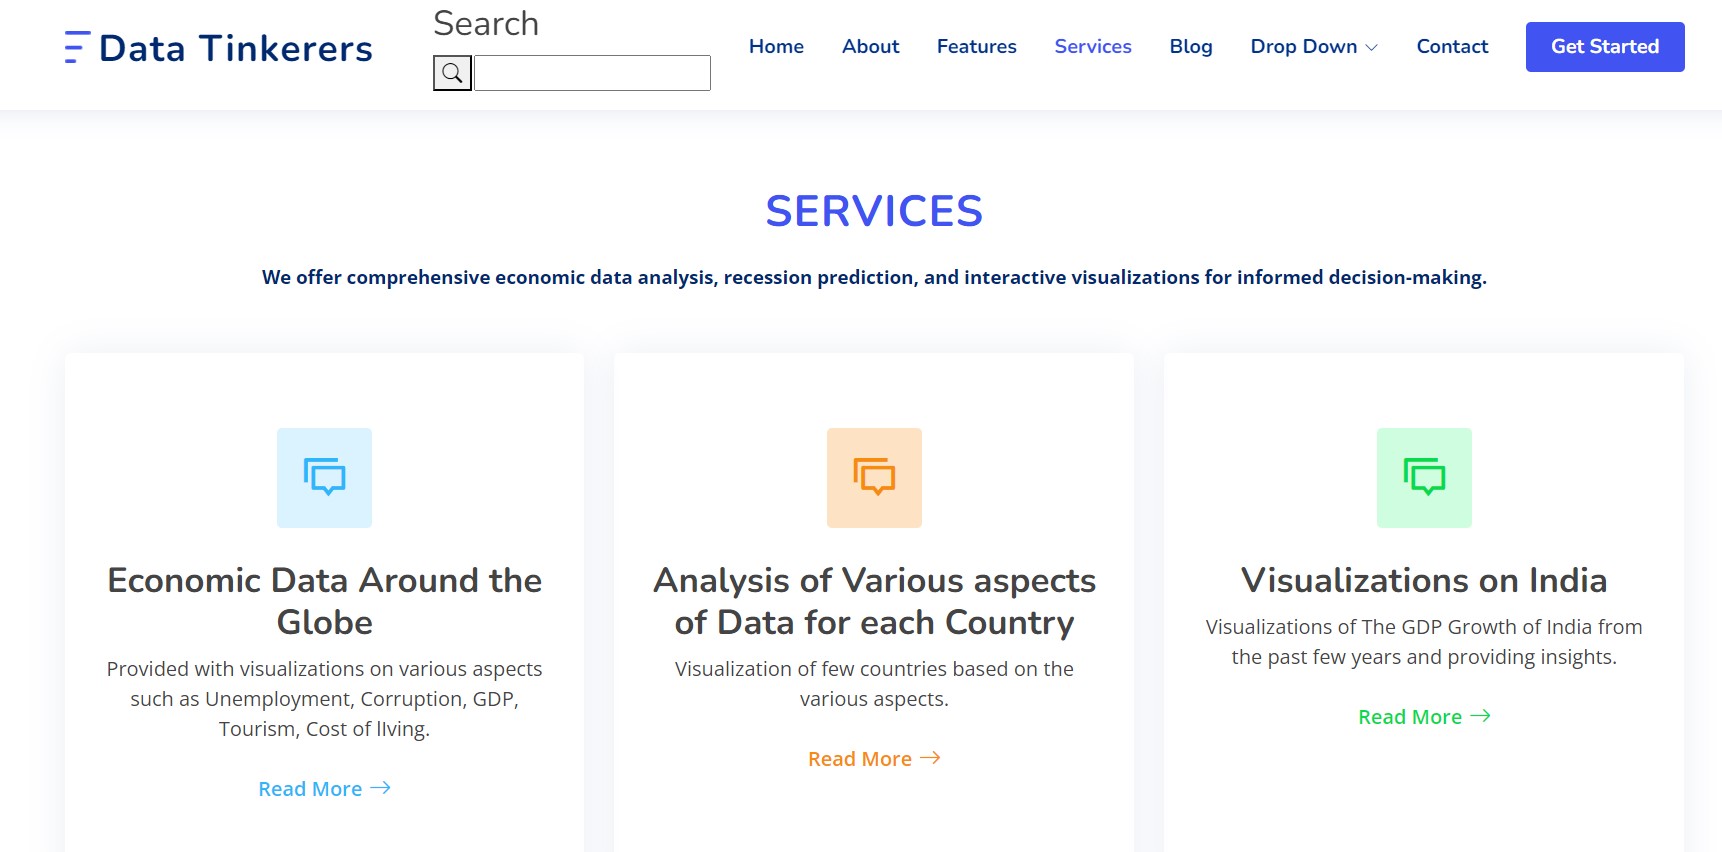 Data Tinkerers
Search
Home About Features Services Blog Drop Down Contact Get Started
SERVICES
We offer comprehensive economic data analysis, recession prediction, and interactive visualizations for informed decision-making.
Economic Data Around the
Globe
Provided with visualizations on various aspects
such as Unemployment, Corruption, GDP,
Tourism, Cost of lIving.
Read More
Analysis of Various aspects
of Data for each Country
Visualization of few countries based on the
various aspects.
Read More
Visualizations on India
Visualizations of The GDP Growth of India from
the past few years and providing insights.
Read More